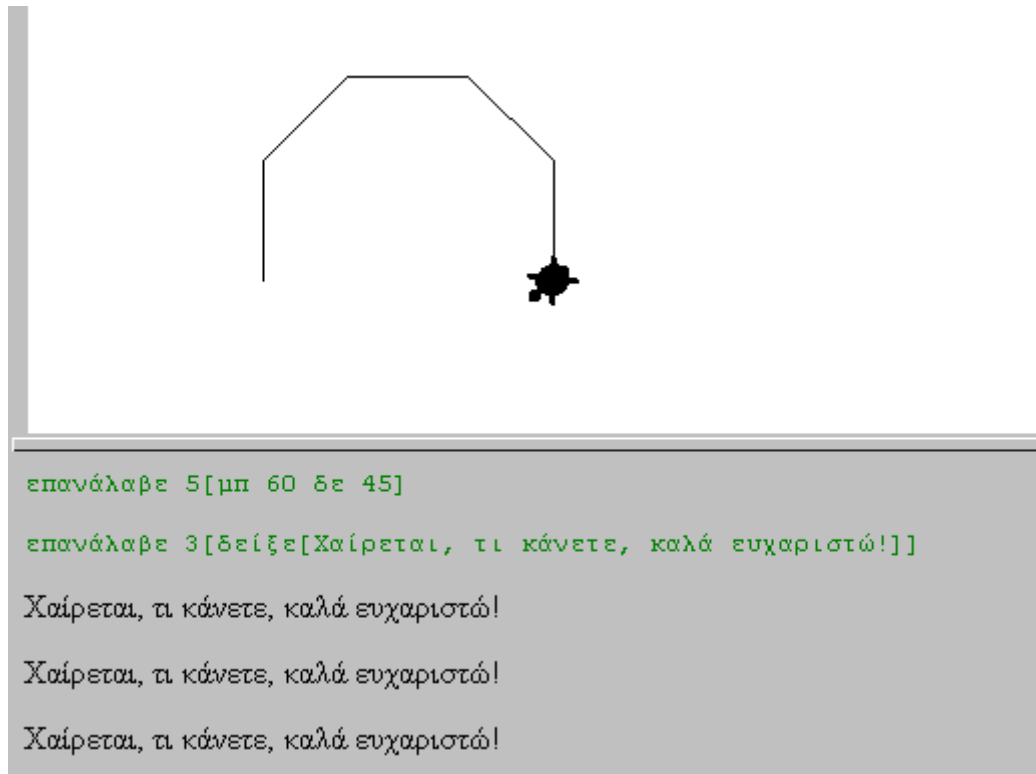 επανάλαβε 5[μπ 60 δε 45]
επανάλαβε 3[δείξε[Χαίρεται, τι κάνετε, καλά ευχαριστώ!]]
Χαίρεται, τι κάνετε, καλά ευχαριστώ!
Χαίρεται, τι κάνετε, καλά ευχαριστώ!
Χαίρεται, τι κάνετε, καλά ευχαριστώ!